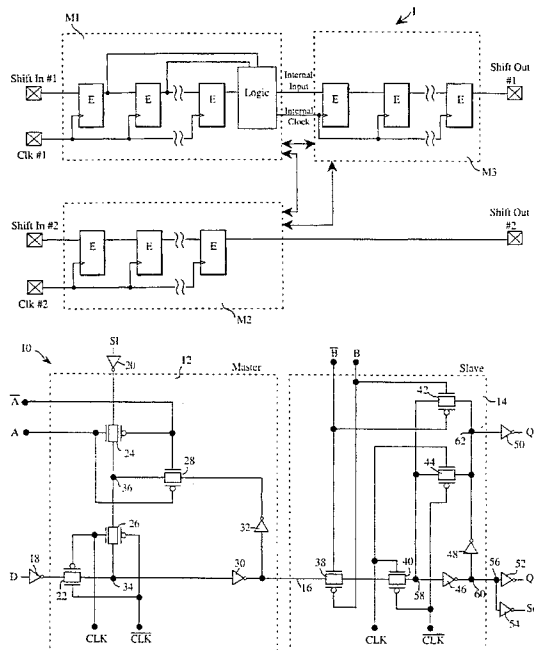 M1
1
Shift In #1
E
E
E
Logic
Internal
Input
Internal
Clock
E
E
E
Shift Out
#1
Clk #1
M3
Shift In #2
E
E
E
Shift Out
#2
Clk #2
M2
10
SI
20
12
Master
B
B
Slave
14
A
A
24
28
36
26
32
42
62
50
Q
44
18
D
22
34
30
16
38
40
58
46
48
60
56
52
Q
54
CLK
CLK
CLK
CLK